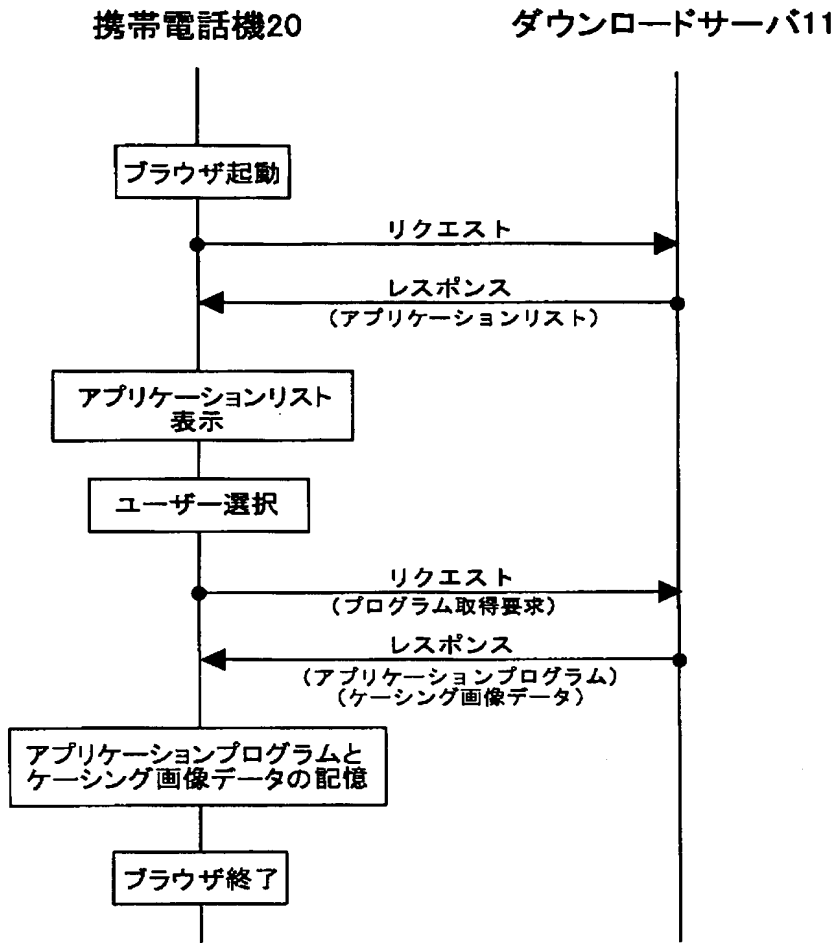 携帯電話機20
ダウンロードサーバ11
ブラウザ起動
リクエスト
レスポンス
(アプリケーションリスト)
アプリケーションリスト
表示
ユーザー選択
リクエスト
(プログラム取得要求)
レスポンス
(アプリケーションプログラム)
(ケーシング画像データ)
アプリケーションプログラムと
ケーシング画像データの記憶
ブラウザ終了